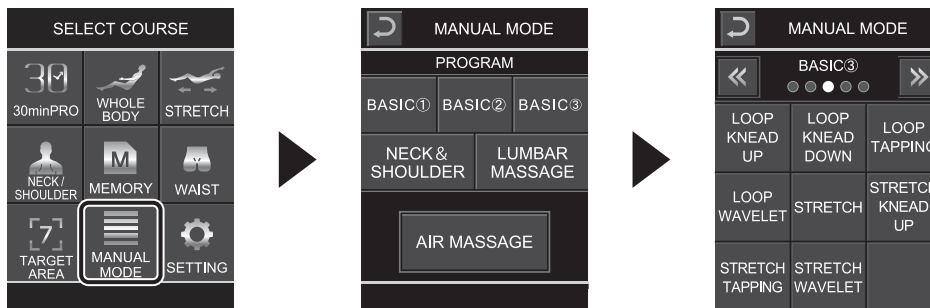 SELECT COURSE
30
30minPRO
WHOLE
BODY
STRETCH
NECK/
SHOULDER
M
MEMORY
WAIST
7
TARGET
AREA
MANUAL
MODE
SETTING
MANUAL MODE
PROGRAM
BASIC① BASIC② BASIC③
NECK &
SHOULDER
LUMBAR
MASSAGE
AIR MASSAGE
MANUAL MODE
BASIC③
LOOP
KNEAD
UP
LOOP
KNEAD
DOWN
LOOP
TAPPING
LOOP
WAVELET
STRETCH
STRETCH
KNEAD
UP
STRETCH
TAPPING
STRETCH
WAVELET